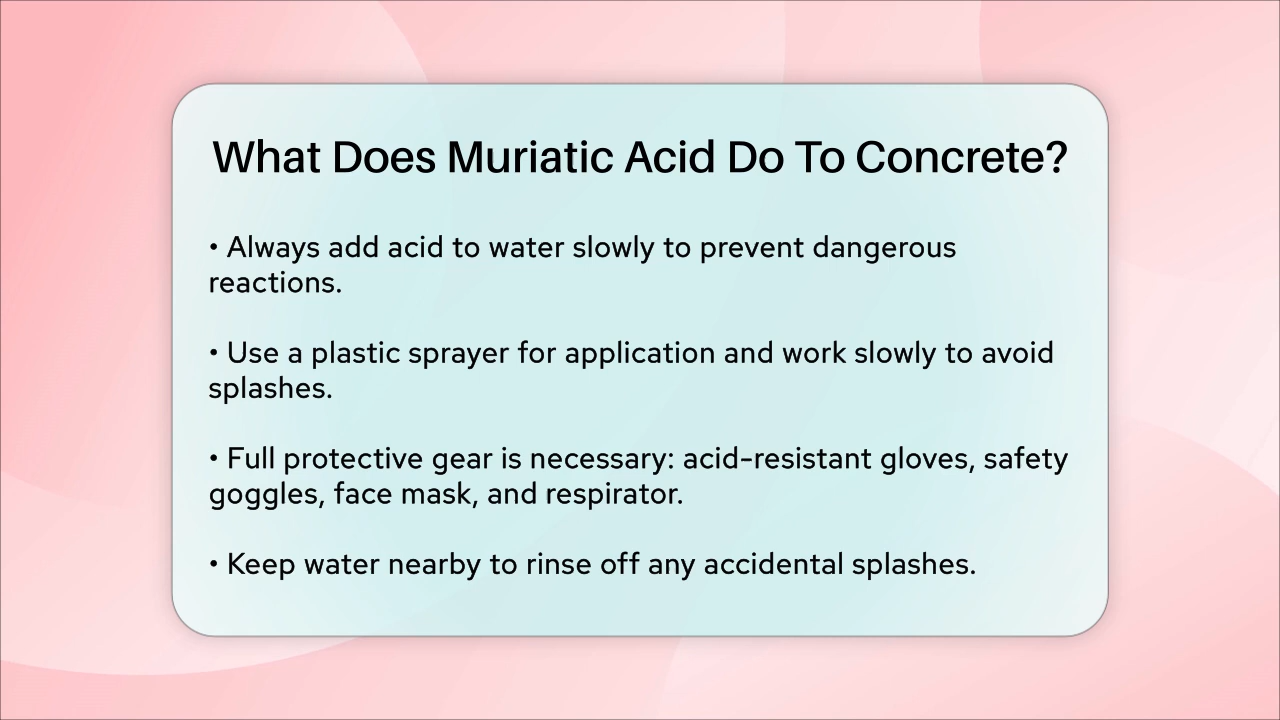 What Does Muriatic Acid Do To Concrete?
• Always add acid to water slowly to prevent dangerous
reactions.
• Use a plastic sprayer for application and work slowly to avoid
splashes.
• Full protective gear is necessary: acid-resistant gloves, safety
goggles, face mask, and respirator.
• Keep water nearby to rinse off any accidental splashes.